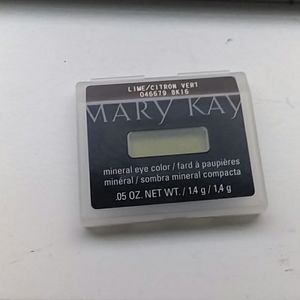 LIME/CITRON VERT
046679 BKI6
MARY KAY
mineral eye color / fard à paupières
minéral / sombra mineral compacta
.05 OZ. NET WT. / 1.4 g / 1,4 g